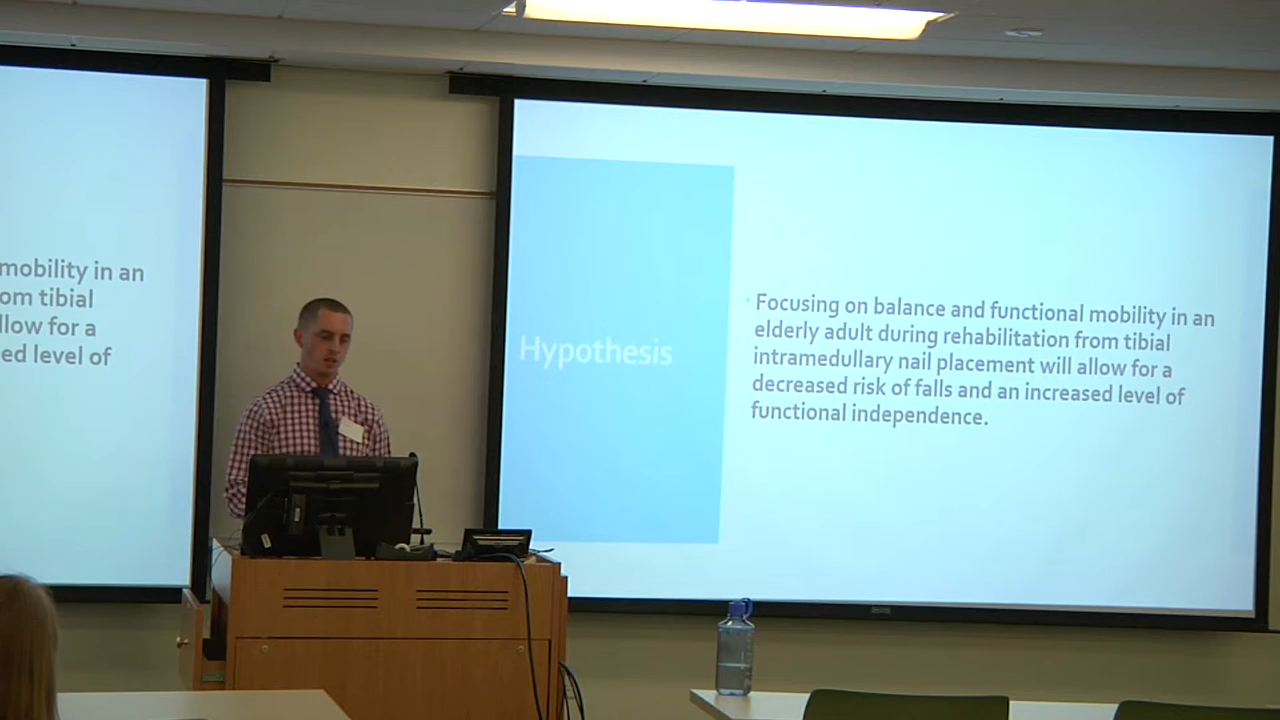 mobility in an
om tibial
llow for a
ed level of
Hypothesis
Focusing on balance and functional mobility in an
elderly adult during rehabilitation from tibial
intramedullary nail placement will allow for a
decreased risk of falls and an increased level of
functional independence.